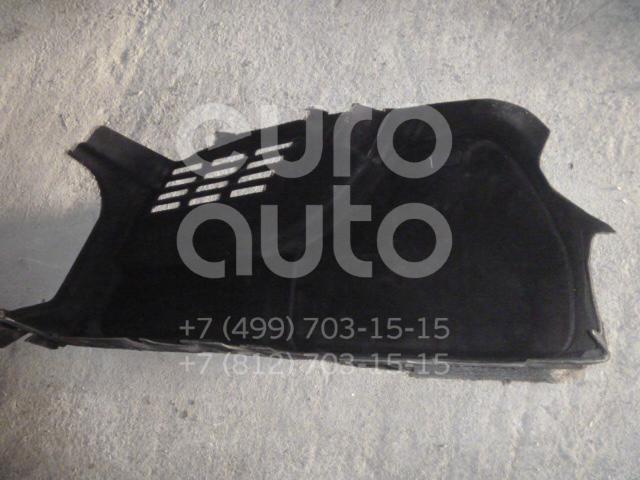 euro
auto
+7 (499) 703-15-15
+7 (812) 703-15-15